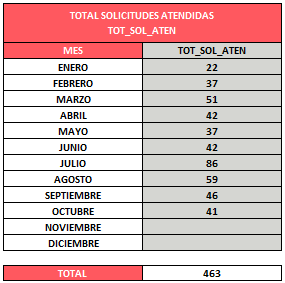 TOTAL SOLICITUDES ATENDIDAS
TOT_SOL_ATEN
MES TOT_SOL_ATEN
ENERO 22
FEBRERO 37
MARZO 51
ABRIL 42
MAYO 37
JUNIO 42
JULIO 86
AGOSTO 59
SEPTIEMBRE 46
OCTUBRE 41
NOVIEMBRE
DICIEMBRE
TOTAL 463